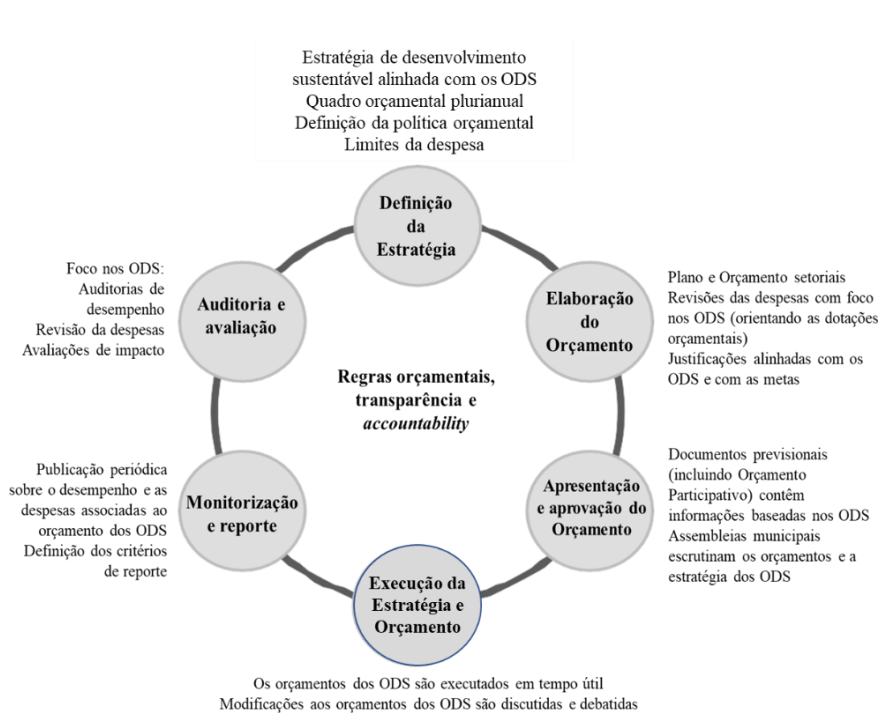 Estratégia de desenvolvimento
sustentável alinhada com os ODS
Quadro orçamental plurianual
Definição da política orçamental
Limites da despesa
Definição
da
Estratégia
Elaboração
do
Orçamento
Plano e Orçamento setoriais
Revisões das despesas com foco
nos ODS (orientando as dotações
orçamentais)
Justificações alinhadas com os
ODS e com as metas
Apresentação
e aprovação do
Orçamento
Documentos previsionais
(incluindo Orçamento
Participativo) contêm
informações baseadas nos ODS
Assembleias municipais
escrutinam os orçamentos e a
estratégia dos ODS
Execução da
Estratégia e
Orçamento
Os orçamentos dos ODS são executados em tempo útil
Modificações aos orçamentos dos ODS são discutidas e debatidas
Monitorização
e reporte
Publicação periódica
sobre o desempenho e as
despesas associadas ao
orçamento dos ODS
Definição dos critérios
de reporte
Auditoria e
avaliação
Foco nos ODS:
Auditorias de
desempenho
Revisão da despesas
Avaliações de impacto
Regras orçamentais,
transparência e
accountability